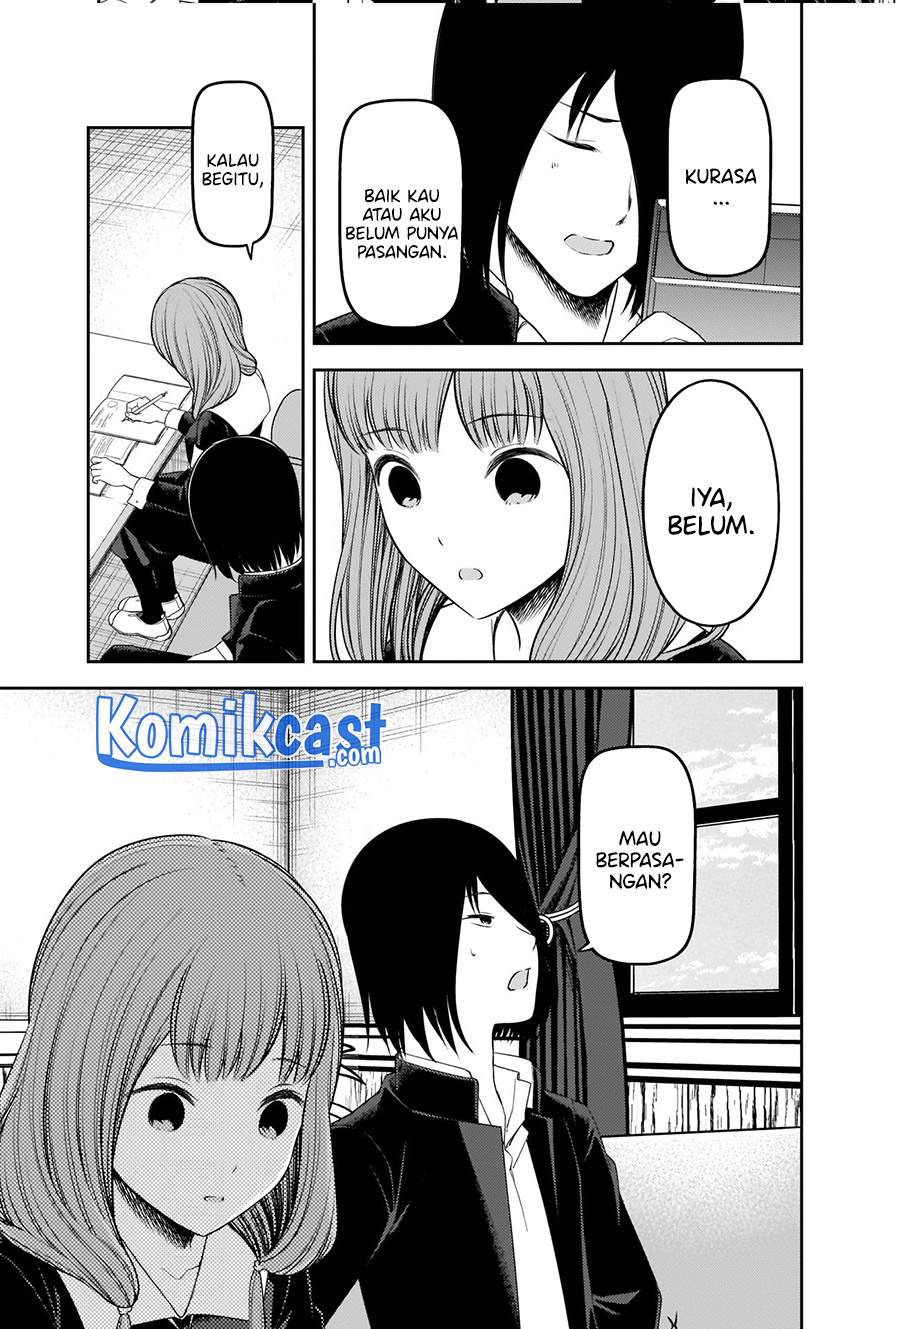 KURASA
...
BAIK KAU
ATAU AKU
BELUM PUNYA
PASANGAN.
IYA,
BELUM.
KALAU
BEGITU,
MAU
BERPASA-
NGAN?
Komikcast
.com